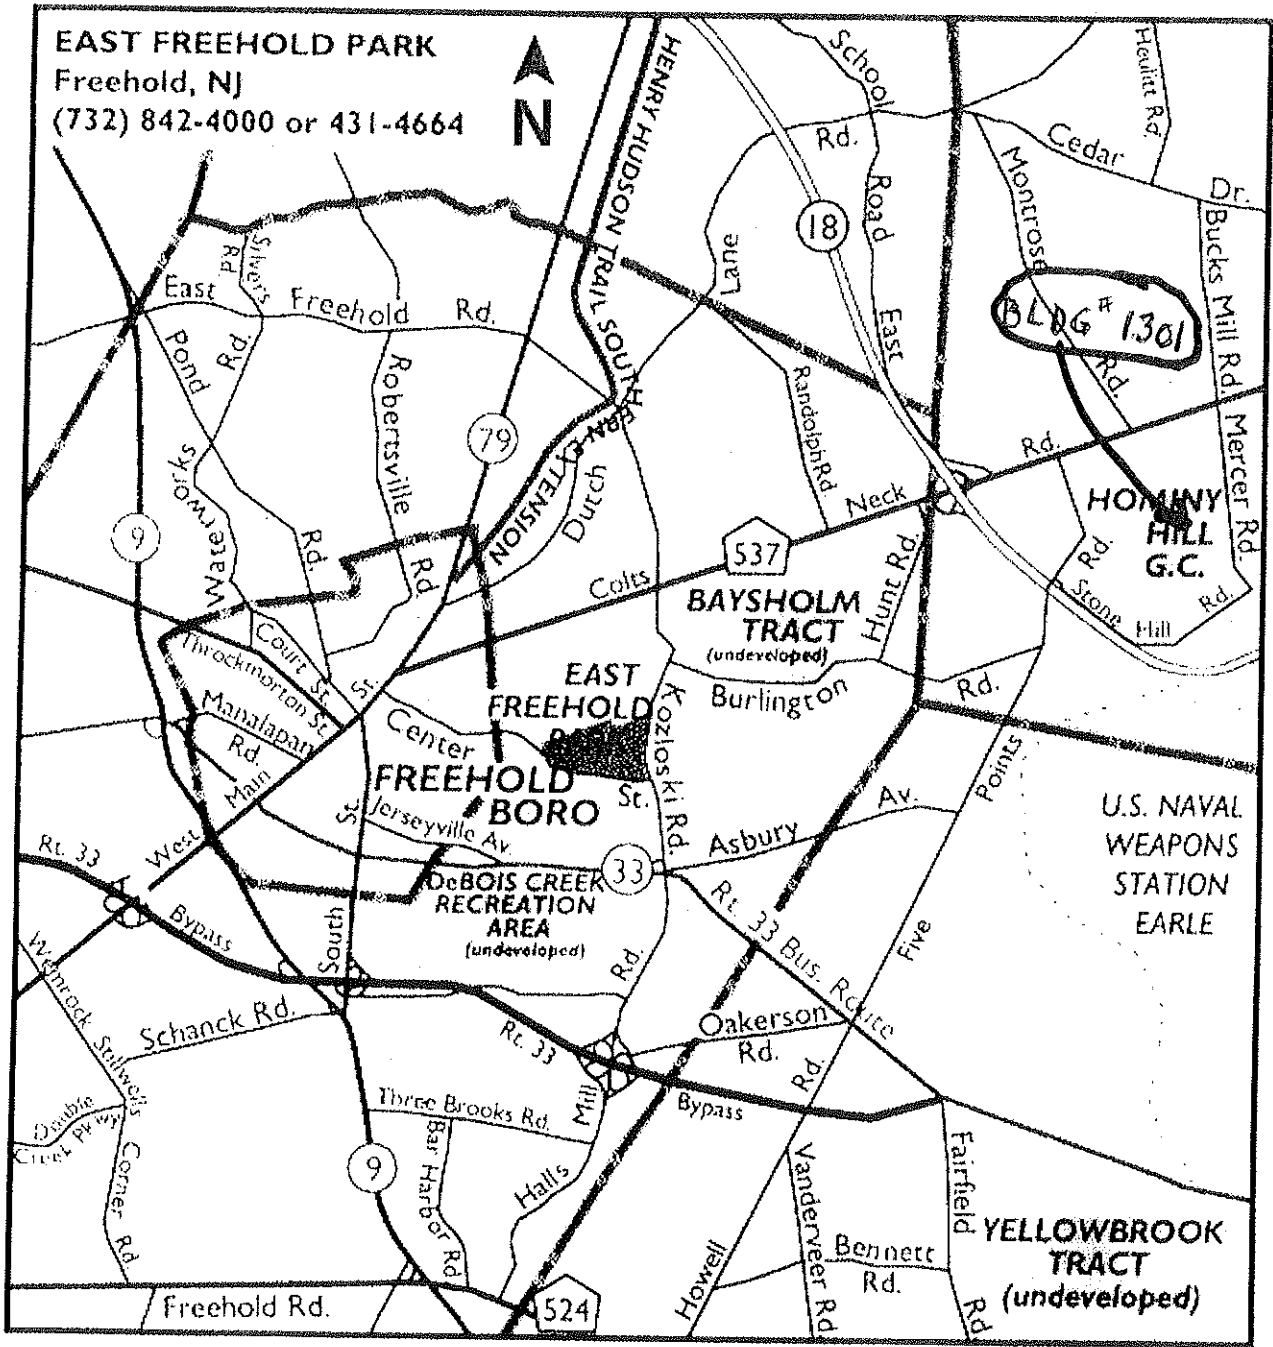 EAST FREEHOLD PARK
Freehold, NJ
(732) 842-4000 or 431-4664
N
HENRY HUDSON TRAIL SOUTHERN EXTENSION
School
Road
East
Rd.
Heulitt Rd.
Cedar
Dr.
Montrose
Rd.
Bucks Mill Rd.
Mercer Rd.
18
Lane
Silvers
Rd
East
Freehold
Rd.
BLDG # 1301
Pond
Rd.
Robertsville
Rd
Randolph Rd.
79
Waterworks
Rd.
Dutch
Neck
Rd.
HOMINY
HILL
G.C.
9
537
Colts
BAYSHOLM
TRACT
(undeveloped)
Hunt Rd.
Rd.
Stone
Hill
Rd.
Court St.
Throckmorton St.
St.
EAST
FREEHOLD
Burlington
Rd.
Manalapan
Rd.
Center
St.
Kozloski Rd.
Points
Main
FREEHOLD
BORO
St.
Jerseyville Av.
Asbury
Av.
U.S. NAVAL
WEAPONS
STATION
EARLE
Rt. 33
West
33
DeBOIS CREEK
RECREATION
AREA
(undeveloped)
Bypass
South
Rd.
Rt. 33 Bus. Route
Five
Wemrock
Stillwells
Corner
Rd.
Schanck Rd.
Rt. 33
Oakerson
Rd.
Rd.
Double
Creek Pkwy
Three Brooks Rd.
Mill
Bypass
Bar Harbor Rd
9
Halls
Vanderveer Rd
Fairfield
Rd
Bennett
Rd.
YELLOWBROOK
TRACT
(undeveloped)
Howell
Freehold Rd.
524